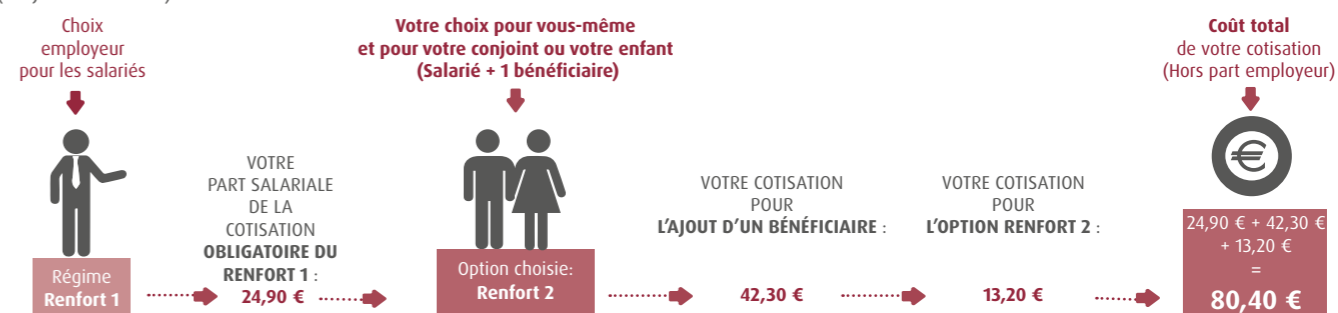 Choix
employeur
pour les salariés
Régime
Renfort 1
VOTRE
PART SALARIALE
DE LA
COTISATION
OBLIGATOIRE DU
RENFORT 1 :
24,90 €
Votre choix pour vous-même
et pour votre conjoint ou votre enfant
(Salarié + 1 bénéficiaire)
Option choisie:
Renfort 2
VOTRE COTISATION
POUR
L'AJOUT D'UN BÉNÉFICIAIRE :
42,30 €
VOTRE COTISATION
POUR
L'OPTION RENFORT 2 :
13,20 €
Coût total
de votre cotisation
(Hors part employeur)
€
24,90 € + 42,30 €
+ 13,20 €
=
80,40 €